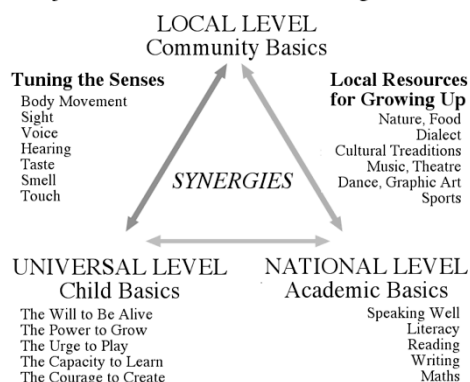 LOCAL LEVEL
Community Basics
Tuning the Senses
Body Movement
Sight
Voice
Hearing
Taste
Smell
Touch
Local Resources
for Growing Up
Nature, Food
Dialect
Cultural Treaditions
Music, Theatre
Dance, Graphic Art
Sports
SYNERGIES
UNIVERSAL LEVEL
Child Basics
The Will to Be Alive
The Power to Grow
The Urge to Play
The Capacity to Learn
The Courage to Create
NATIONAL LEVEL
Academic Basics
Speaking Well
Literacy
Reading
Writing
Maths